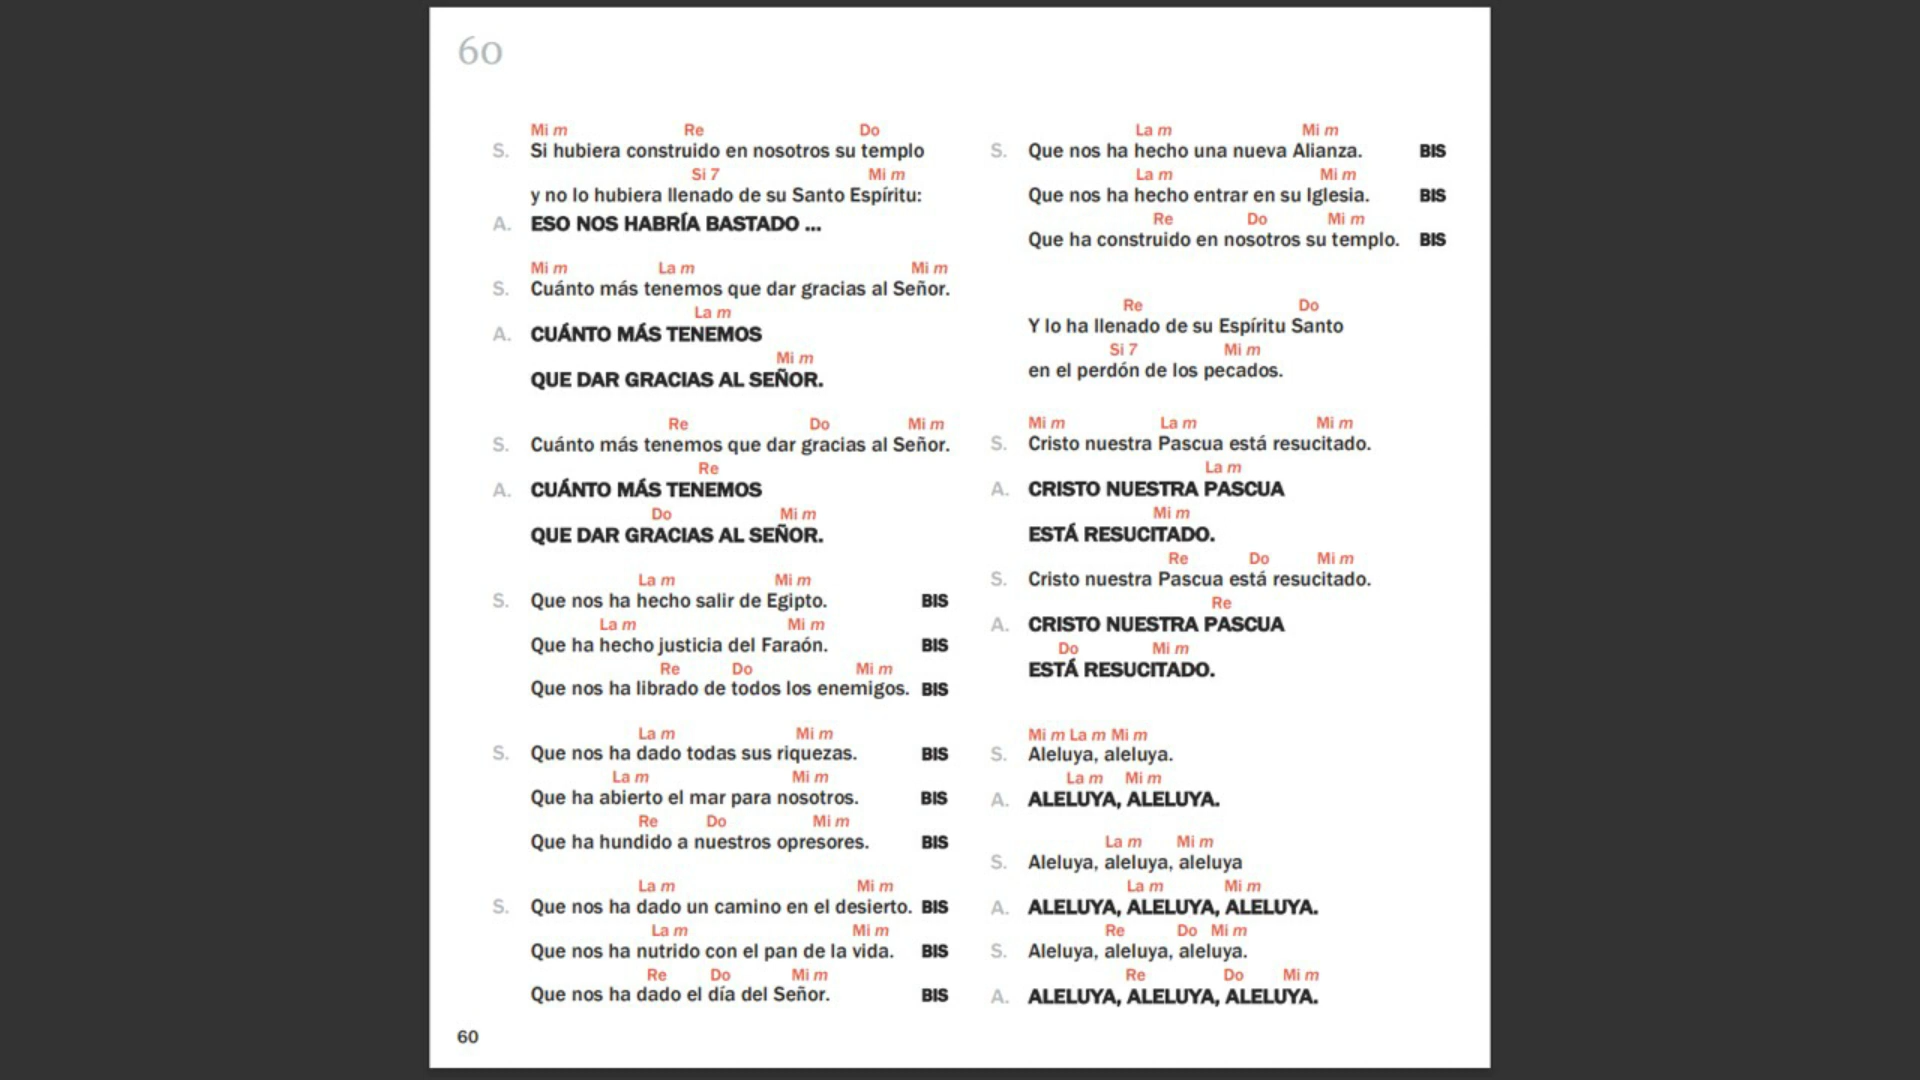 60
Mi m Re Do
S. Si hubiera construido en nosotros su templo
Si 7 Mi m
y no lo hubiera llenado de su Santo Espíritu:
A. ESO NOS HABRÍA BASTADO ...
Mi m La m Mi m
S. Cuánto más tenemos que dar gracias al Señor.
La m
A. CUÁNTO MÁS TENEMOS
Mi m
QUE DAR GRACIAS AL SEÑOR.
Re Do Mi m
S. Cuánto más tenemos que dar gracias al Señor.
Re
A. CUÁNTO MÁS TENEMOS
Do Mi m
QUE DAR GRACIAS AL SEÑOR.
La m Mi m
S. Que nos ha hecho salir de Egipto. BIS
La m Mi m
Que ha hecho justicia del Faraón. BIS
Re Do Mi m
Que nos ha librado de todos los enemigos. BIS
La m Mi m
S. Que nos ha dado todas sus riquezas. BIS
La m Mi m
Que ha abierto el mar para nosotros. BIS
Re Do Mi m
Que ha hundido a nuestros opresores. BIS
La m Mi m
S. Que nos ha dado un camino en el desierto. BIS
La m Mi m
Que nos ha nutrido con el pan de la vida. BIS
Re Do Mi m
Que nos ha dado el día del Señor. BIS
La m Mi m
S. Que nos ha hecho una nueva Alianza. BIS
La m Mi m
Que nos ha hecho entrar en su Iglesia. BIS
Re Do Mi m
Que ha construido en nosotros su templo. BIS
Re Do
Y lo ha llenado de su Espíritu Santo
Si 7 Mi m
en el perdón de los pecados.
Mi m La m Mi m
S. Cristo nuestra Pascua está resucitado.
La m
A. CRISTO NUESTRA PASCUA
Mi m
ESTÁ RESUCITADO.
Re Do Mi m
S. Cristo nuestra Pascua está resucitado.
Re
A. CRISTO NUESTRA PASCUA
Do Mi m
ESTÁ RESUCITADO.
Mi m La m Mi m
S. Aleluya, aleluya.
La m Mi m
A. ALELUYA, ALELUYA.
La m Mi m
S. Aleluya, aleluya, aleluya
La m Mi m
A. ALELUYA, ALELUYA, ALELUYA.
Re Do Mi m
S. Aleluya, aleluya, aleluya.
Re Do Mi m
A. ALELUYA, ALELUYA, ALELUYA.
60